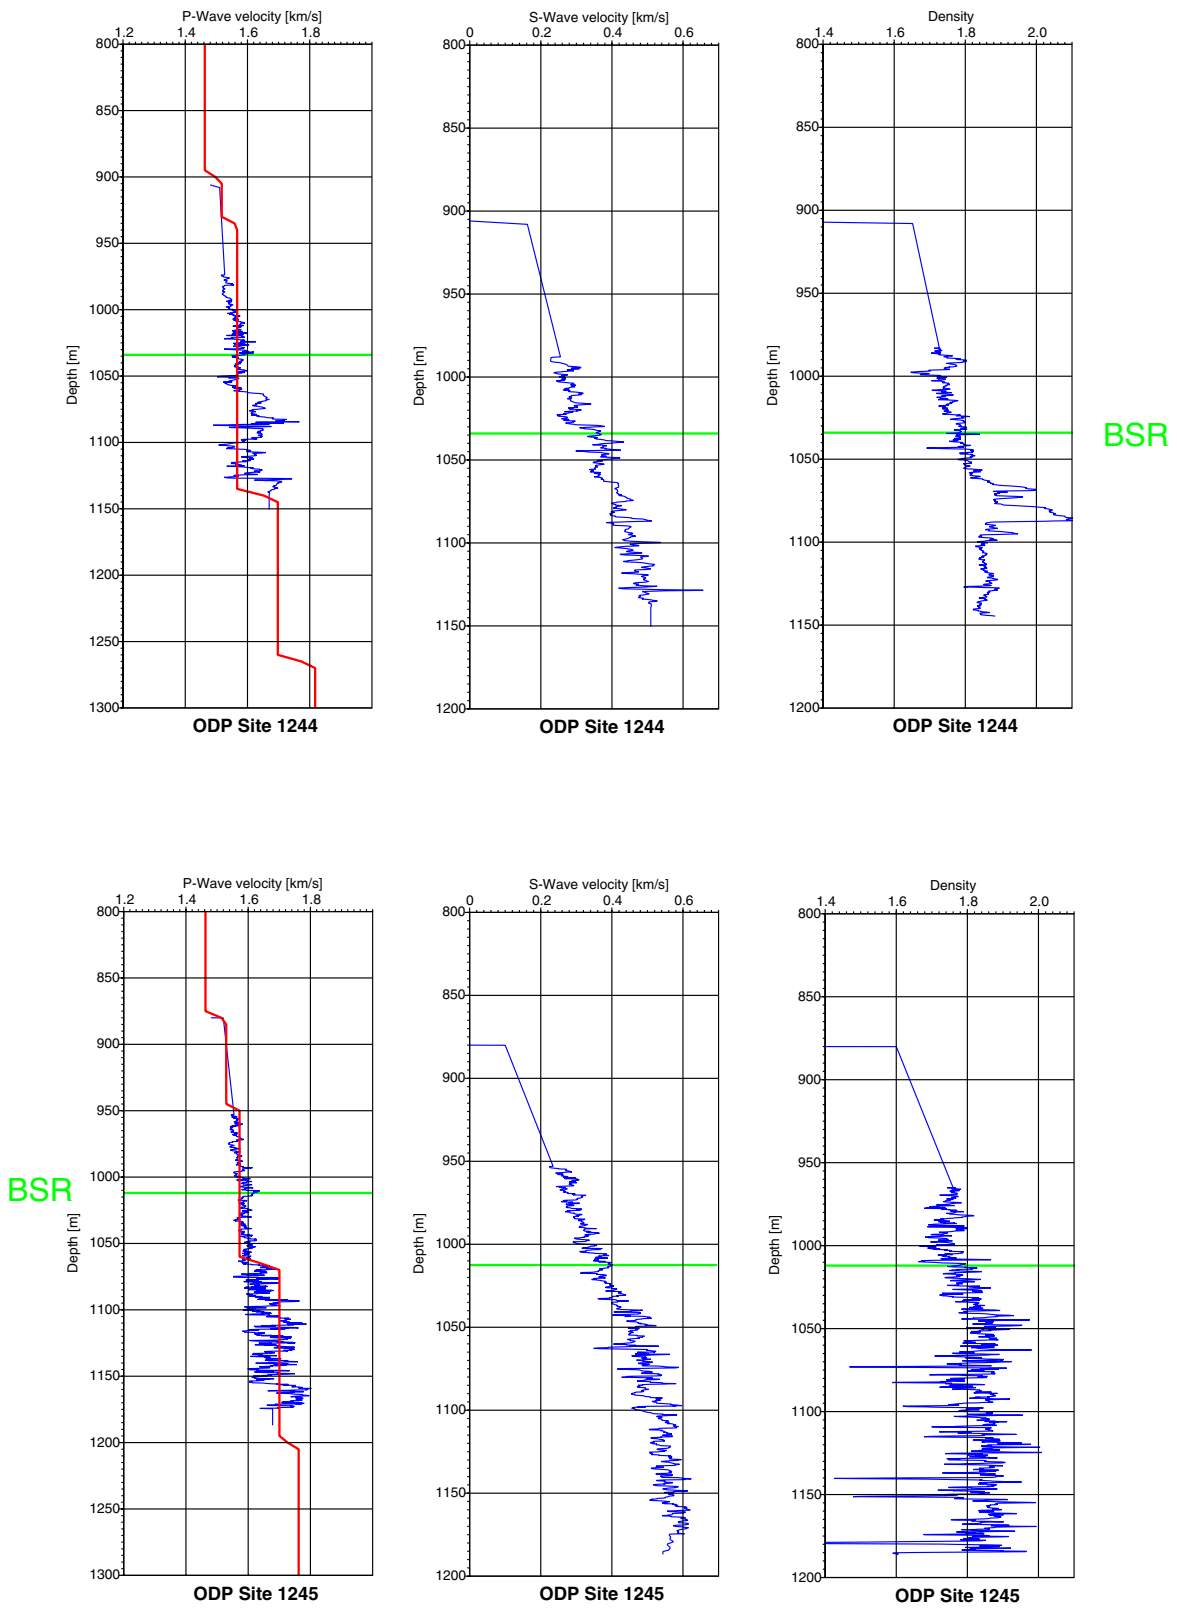 P-Wave velocity [km/s]
1.2 1.4 1.6 1.8
800
850
900
950
1000
1050
1100
1150
1200
1250
1300
Depth [m]
ODP Site 1244
S-Wave velocity [km/s]
0 0.2 0.4 0.6
800
850
900
950
1000
1050
1100
1150
1200
Depth [m]
ODP Site 1244
Density
1.4 1.6 1.8 2.0
800
850
900
950
1000
1050
1100
1150
1200
Depth [m]
ODP Site 1244
BSR
P-Wave velocity [km/s]
1.2 1.4 1.6 1.8
800
850
900
950
1000
1050
1100
1150
1200
1250
1300
Depth [m]
BSR
ODP Site 1245
S-Wave velocity [km/s]
0 0.2 0.4 0.6
800
850
900
950
1000
1050
1100
1150
1200
Depth [m]
ODP Site 1245
Density
1.4 1.6 1.8 2.0
800
850
900
950
1000
1050
1100
1150
1200
Depth [m]
ODP Site 1245